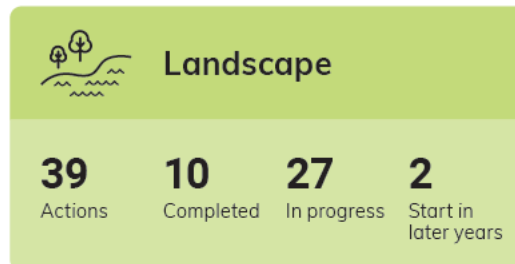 Landscape
39 10 27 2
Actions Completed In progress Start in
later years